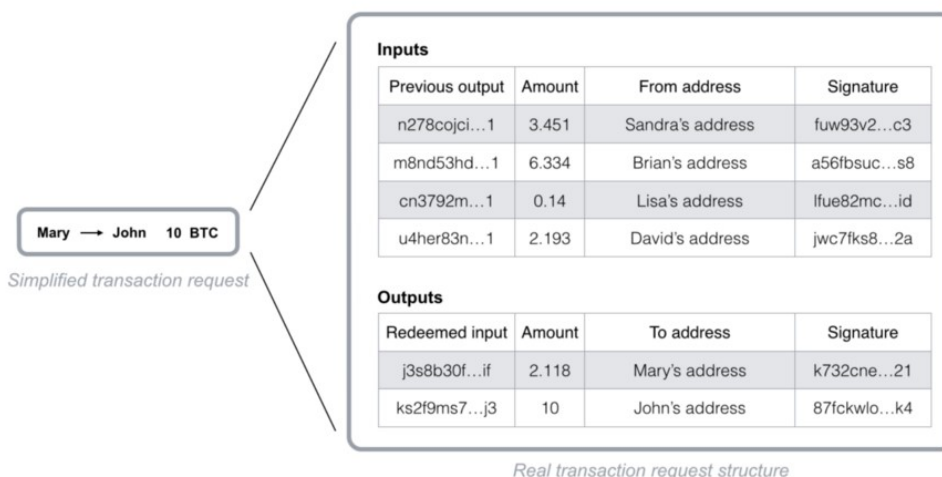 Inputs
Previous output Amount From address Signature
n278cojci...1 3.451 Sandra's address fuw93v2...c3
m8nd53hd...1 6.334 Brian's address a56fbsuc...s8
cn3792m...1 0.14 Lisa's address lfue82mc...id
u4her83n...1 2.193 David's address jwc7fks8...2a
Mary → John 10 BTC
Simplified transaction request
Outputs
Redeemed input Amount To address Signature
j3s8b30f...if 2.118 Mary's address k732cne...21
ks2f9ms7...j3 10 John's address 87fckwlo...k4
Real transaction request structure